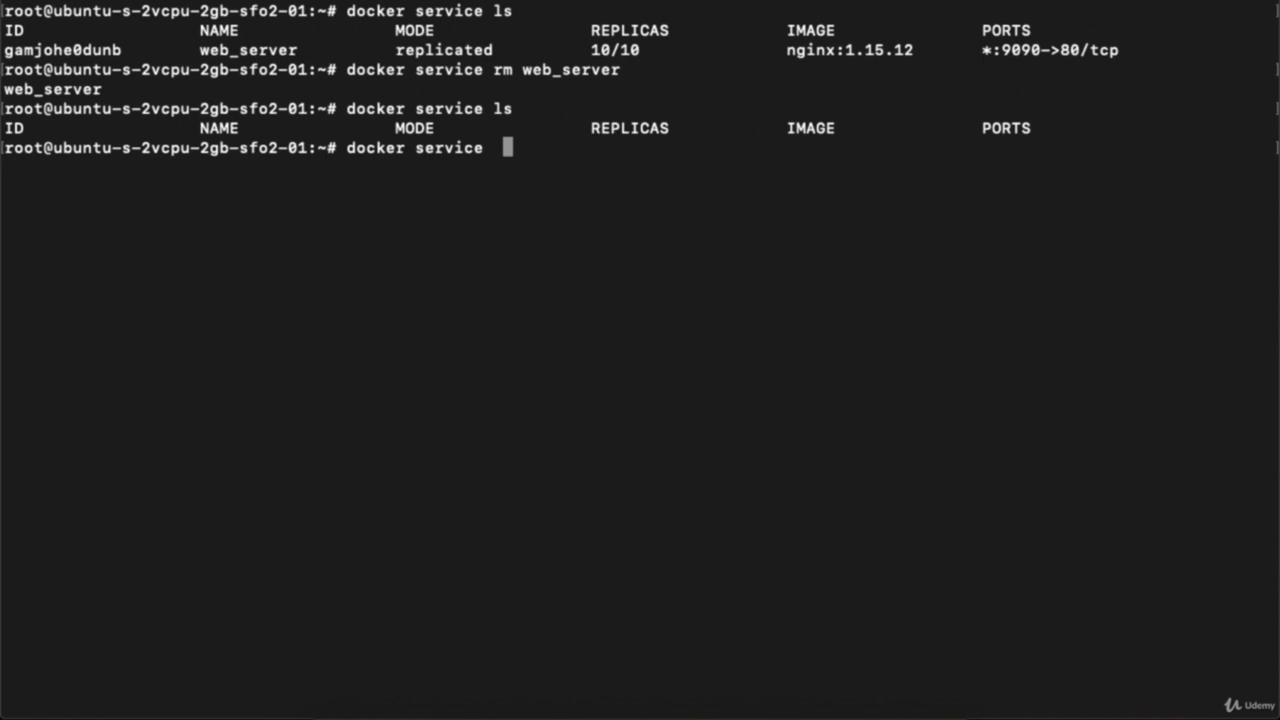 root@ubuntu-s-2vcpu-2gb-sfo2-01:~# docker service ls
ID NAME MODE REPLICAS IMAGE PORTS
gamjohe0dunb web_server replicated 10/10 nginx:1.15.12 *:9090->80/tcp
root@ubuntu-s-2vcpu-2gb-sfo2-01:~# docker service rm web_server
web_server
root@ubuntu-s-2vcpu-2gb-sfo2-01:~# docker service ls
ID NAME MODE REPLICAS IMAGE PORTS
root@ubuntu-s-2vcpu-2gb-sfo2-01:~# docker service
Udemy